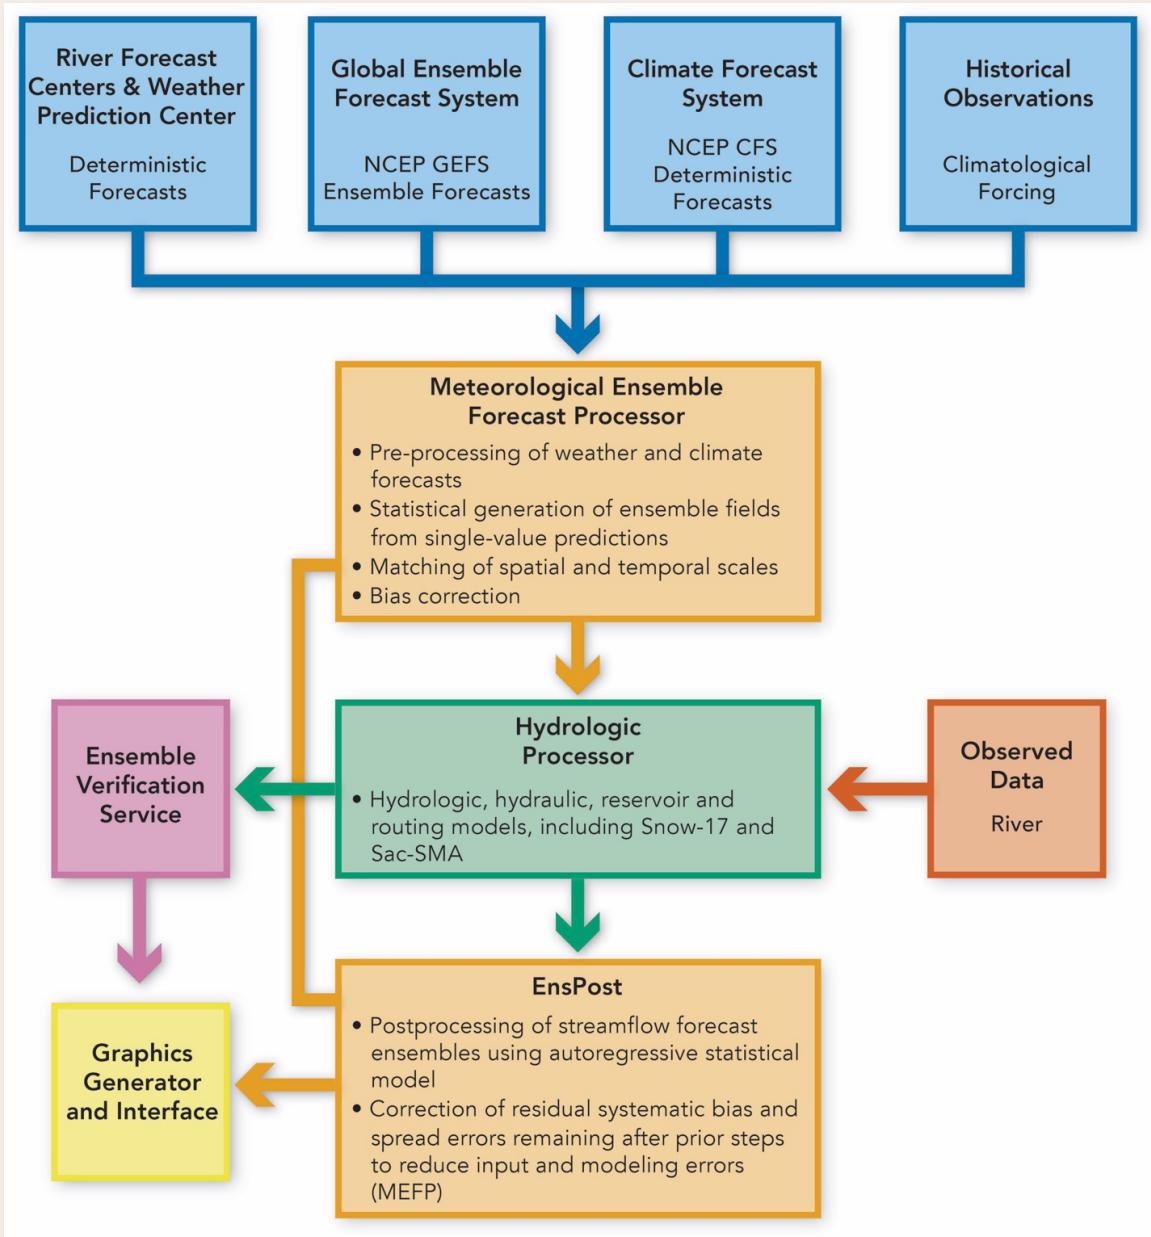 River Forecast
Centers & Weather
Prediction Center
Deterministic
Forecasts
Global Ensemble
Forecast System
NCEP GEFS
Ensemble Forecasts
Climate Forecast
System
NCEP CFS
Deterministic
Forecasts
Historical
Observations
Climatological
Forcing
Meteorological Ensemble
Forecast Processor
• Pre-processing of weather and climate
forecasts
• Statistical generation of ensemble fields
from single-value predictions
• Matching of spatial and temporal scales
• Bias correction
Ensemble
Verification
Service
Hydrologic
Processor
• Hydrologic, hydraulic, reservoir and
routing models, including Snow-17 and
Sac-SMA
Observed
Data
River
Graphics
Generator
and Interface
EnsPost
• Postprocessing of streamflow forecast
ensembles using autoregressive statistical
model
• Correction of residual systematic bias and
spread errors remaining after prior steps
to reduce input and modeling errors
(MEFP)